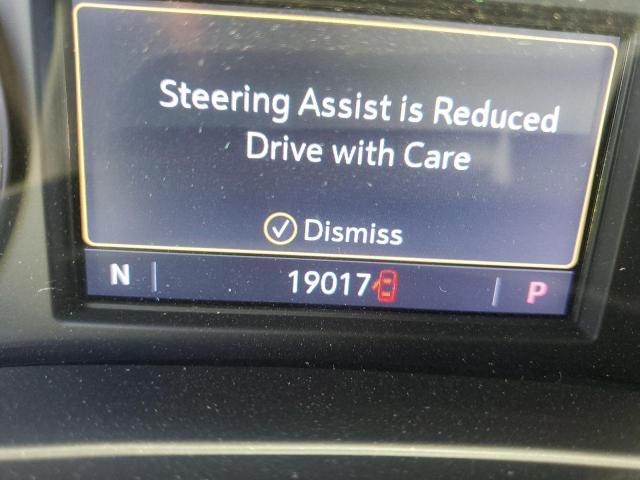 Steering Assist is Reduced
Drive with Care
Dismiss
N 19017 P